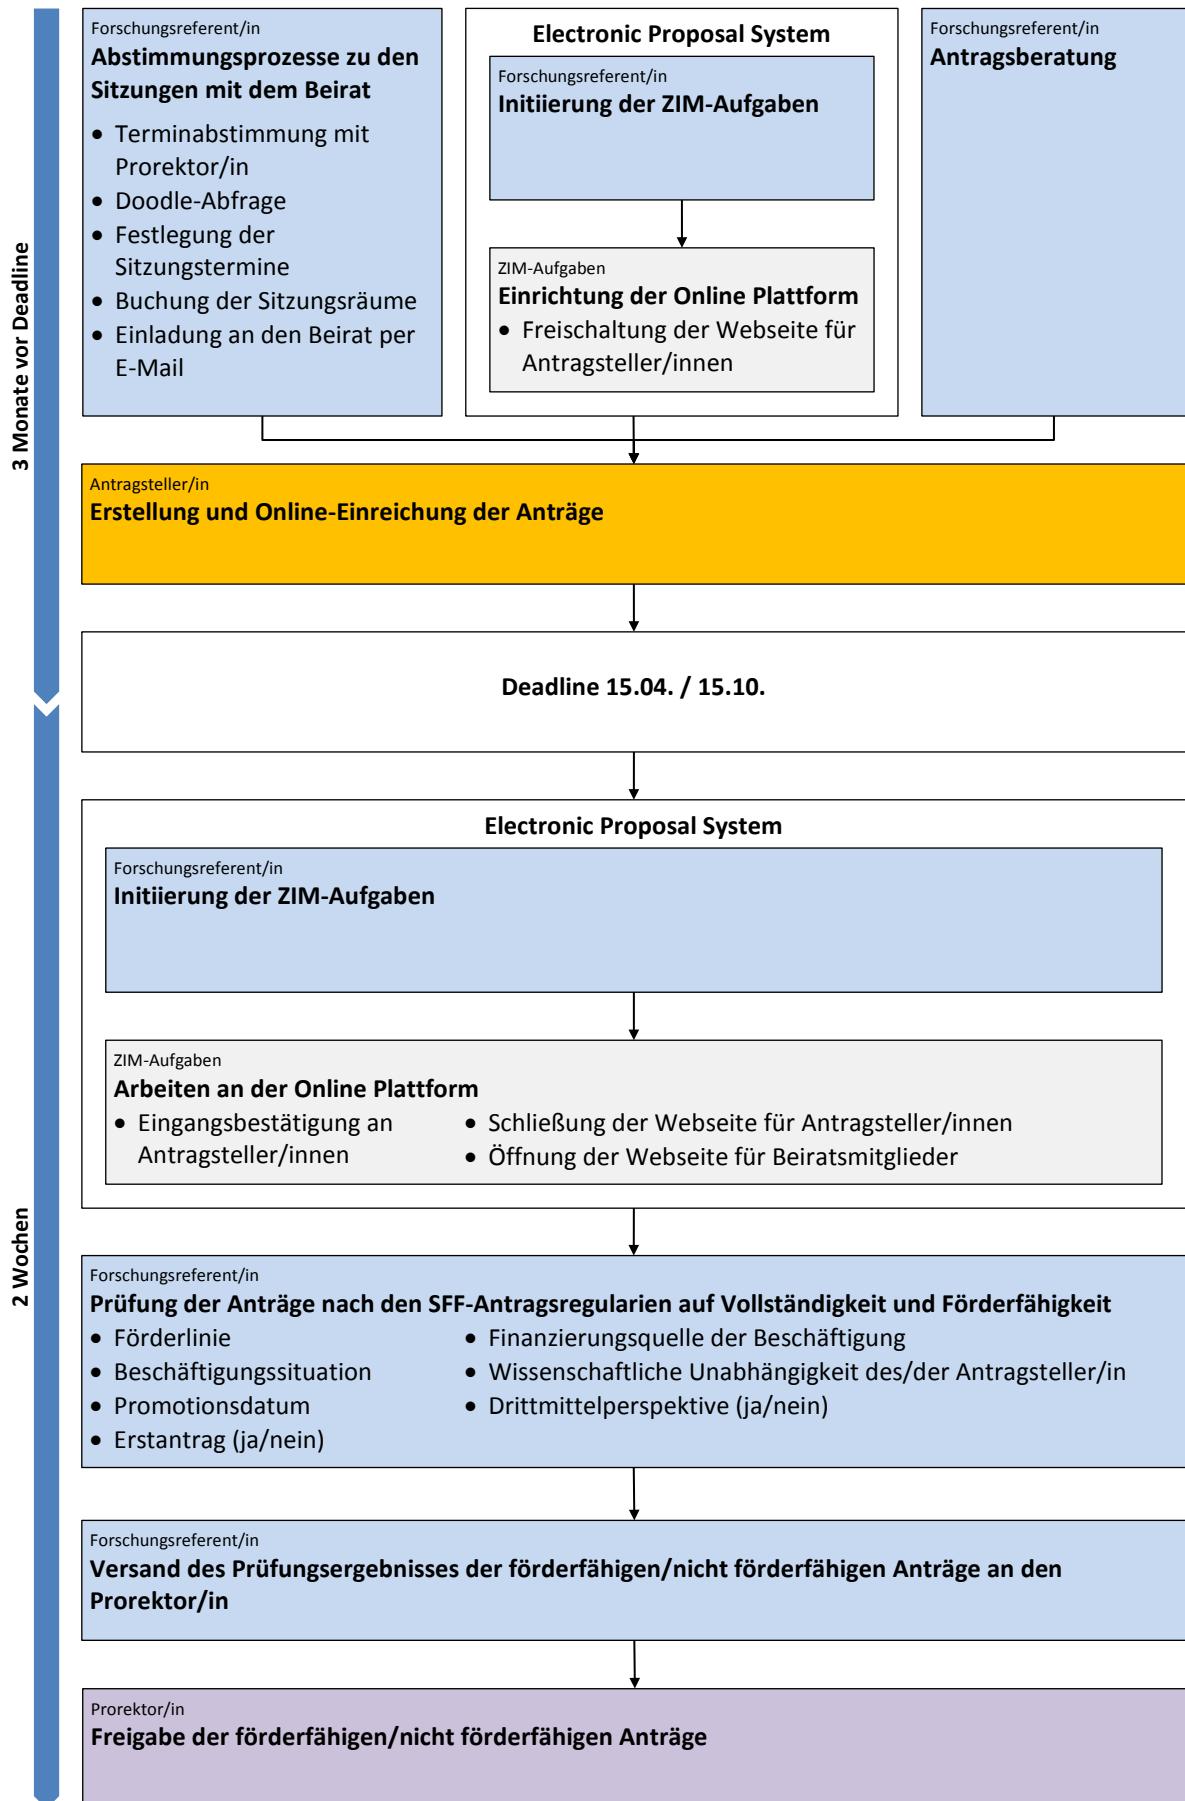 3 Monate vor Deadline
Forschungsreferent/in
Abstimmungsprozesse zu den
Sitzungen mit dem Beirat
• Terminabstimmung mit
Prorektor/in
• Doodle-Abfrage
• Festlegung der
Sitzungstermine
• Buchung der Sitzungsräume
• Einladung an den Beirat per
E-Mail
Electronic Proposal System
Forschungsreferent/in
Initiierung der ZIM-Aufgaben
ZIM-Aufgaben
Einrichtung der Online Plattform
• Freischaltung der Webseite für
Antragsteller/innen
Forschungsreferent/in
Antragsberatung
Antragsteller/in
Erstellung und Online-Einreichung der Anträge
Deadline 15.04. / 15.10.
2 Wochen
Electronic Proposal System
Forschungsreferent/in
Initiierung der ZIM-Aufgaben
ZIM-Aufgaben
Arbeiten an der Online Plattform
• Eingangsbestätigung an
Antragsteller/innen
• Schließung der Webseite für Antragsteller/innen
• Öffnung der Webseite für Beiratsmitglieder
Forschungsreferent/in
Prüfung der Anträge nach den SFF-Antragsregularien auf Vollständigkeit und Förderfähigkeit
• Förderlinie
• Beschäftigungssituation
• Promotionsdatum
• Erstantrag (ja/nein)
• Finanzierungsquelle der Beschäftigung
• Wissenschaftliche Unabhängigkeit des/der Antragsteller/in
• Drittmittelperspektive (ja/nein)
Forschungsreferent/in
Versand des Prüfungsergebnisses der förderfähigen/nicht förderfähigen Anträge an den
Prorektor/in
Prorektor/in
Freigabe der förderfähigen/nicht förderfähigen Anträge